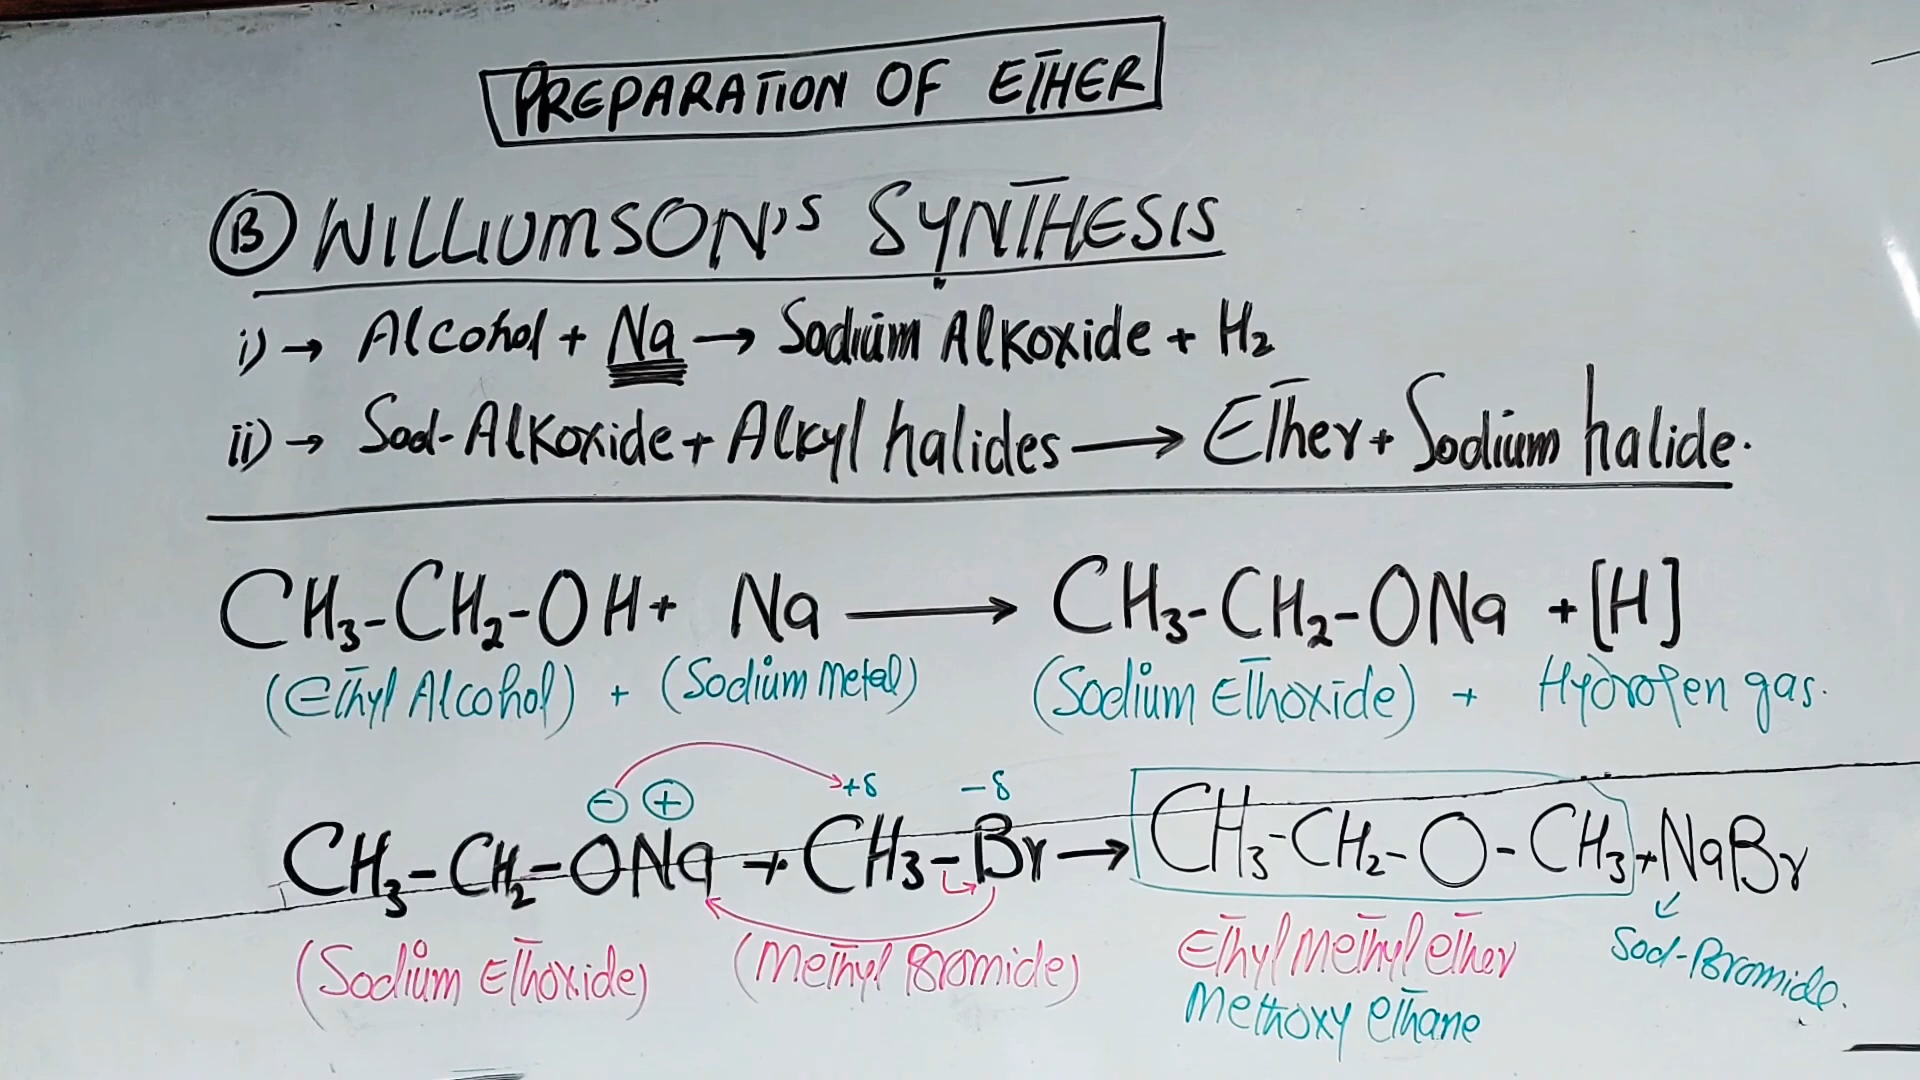 PREPARATION OF ETHER
B WILLIUMSON'S SYNTHESIS
i) → Alcohol + Na → Sodium Alkoxide + H₂
ii) → Sod-Alkoxide + Alkyl halides → Ether + Sodium halide.
CH₃-CH₂-OH + Na → CH₃-CH₂-ONa + [H]
(Ethyl Alcohol) + (Sodium Metal) (Sodium Ethoxide) + Hydrogen gas.
⊖ ⊕ +δ -δ
CH₃-CH₂-ONa + CH₃-Br → CH₃-CH₂-O-CH₃ + NaBr
(Sodium Ethoxide) (Methyl Bromide) Ethyl Methyl ether Sod-Bromide.
Methoxy ethane